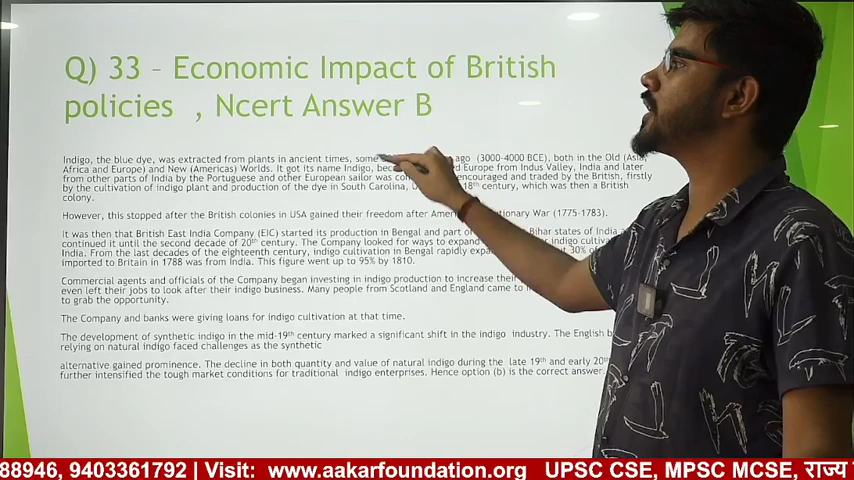 Q) 33 – Economic Impact of British
policies , Ncert Answer B
Indigo, the blue dye, was extracted from plants in ancient times, some ago (3000-4000 BCE), both in the Old (Asia,
Africa and Europe) and New (Americas) Worlds. It got its name Indigo, Europe from Indus Valley, India and later
from other parts of India by the Portuguese and other European sailor was encouraged and traded by the British, firstly
by the cultivation of indigo plant and production of the dye in South Carolina, 18th century, which was then a British
colony.
However, this stopped after the British colonies in USA gained their freedom after War (1775-1783).
It was then that British East India Company (EIC) started its production in Bengal and part of Bihar states of India
continued it until the second decade of 20th century. The Company looked for ways to expand indigo
India. From the last decades of the eighteenth century, indigo cultivation in Bengal rapidly 30%
imported to Britain in 1788 was from India. This figure went up to 95% by 1810.
Commercial agents and officials of the Company began investing in indigo production to increase their
even left their jobs to look after their indigo business. Many people from Scotland and England came to
to grab the opportunity.
The Company and banks were giving loans for indigo cultivation at that time.
The development of synthetic indigo in the mid-19th century marked a significant shift in the indigo industry. The English
relying on natural indigo faced challenges as the synthetic
alternative gained prominence. The decline in both quantity and value of natural indigo during the late 19th and early
further intensified the tough market conditions for traditional indigo enterprises. Hence option (b) is the correct answer.
88946, 9403361792 | Visit: www.aakarfoundation.org UPSC CSE, MPSC MCSE, राज्य